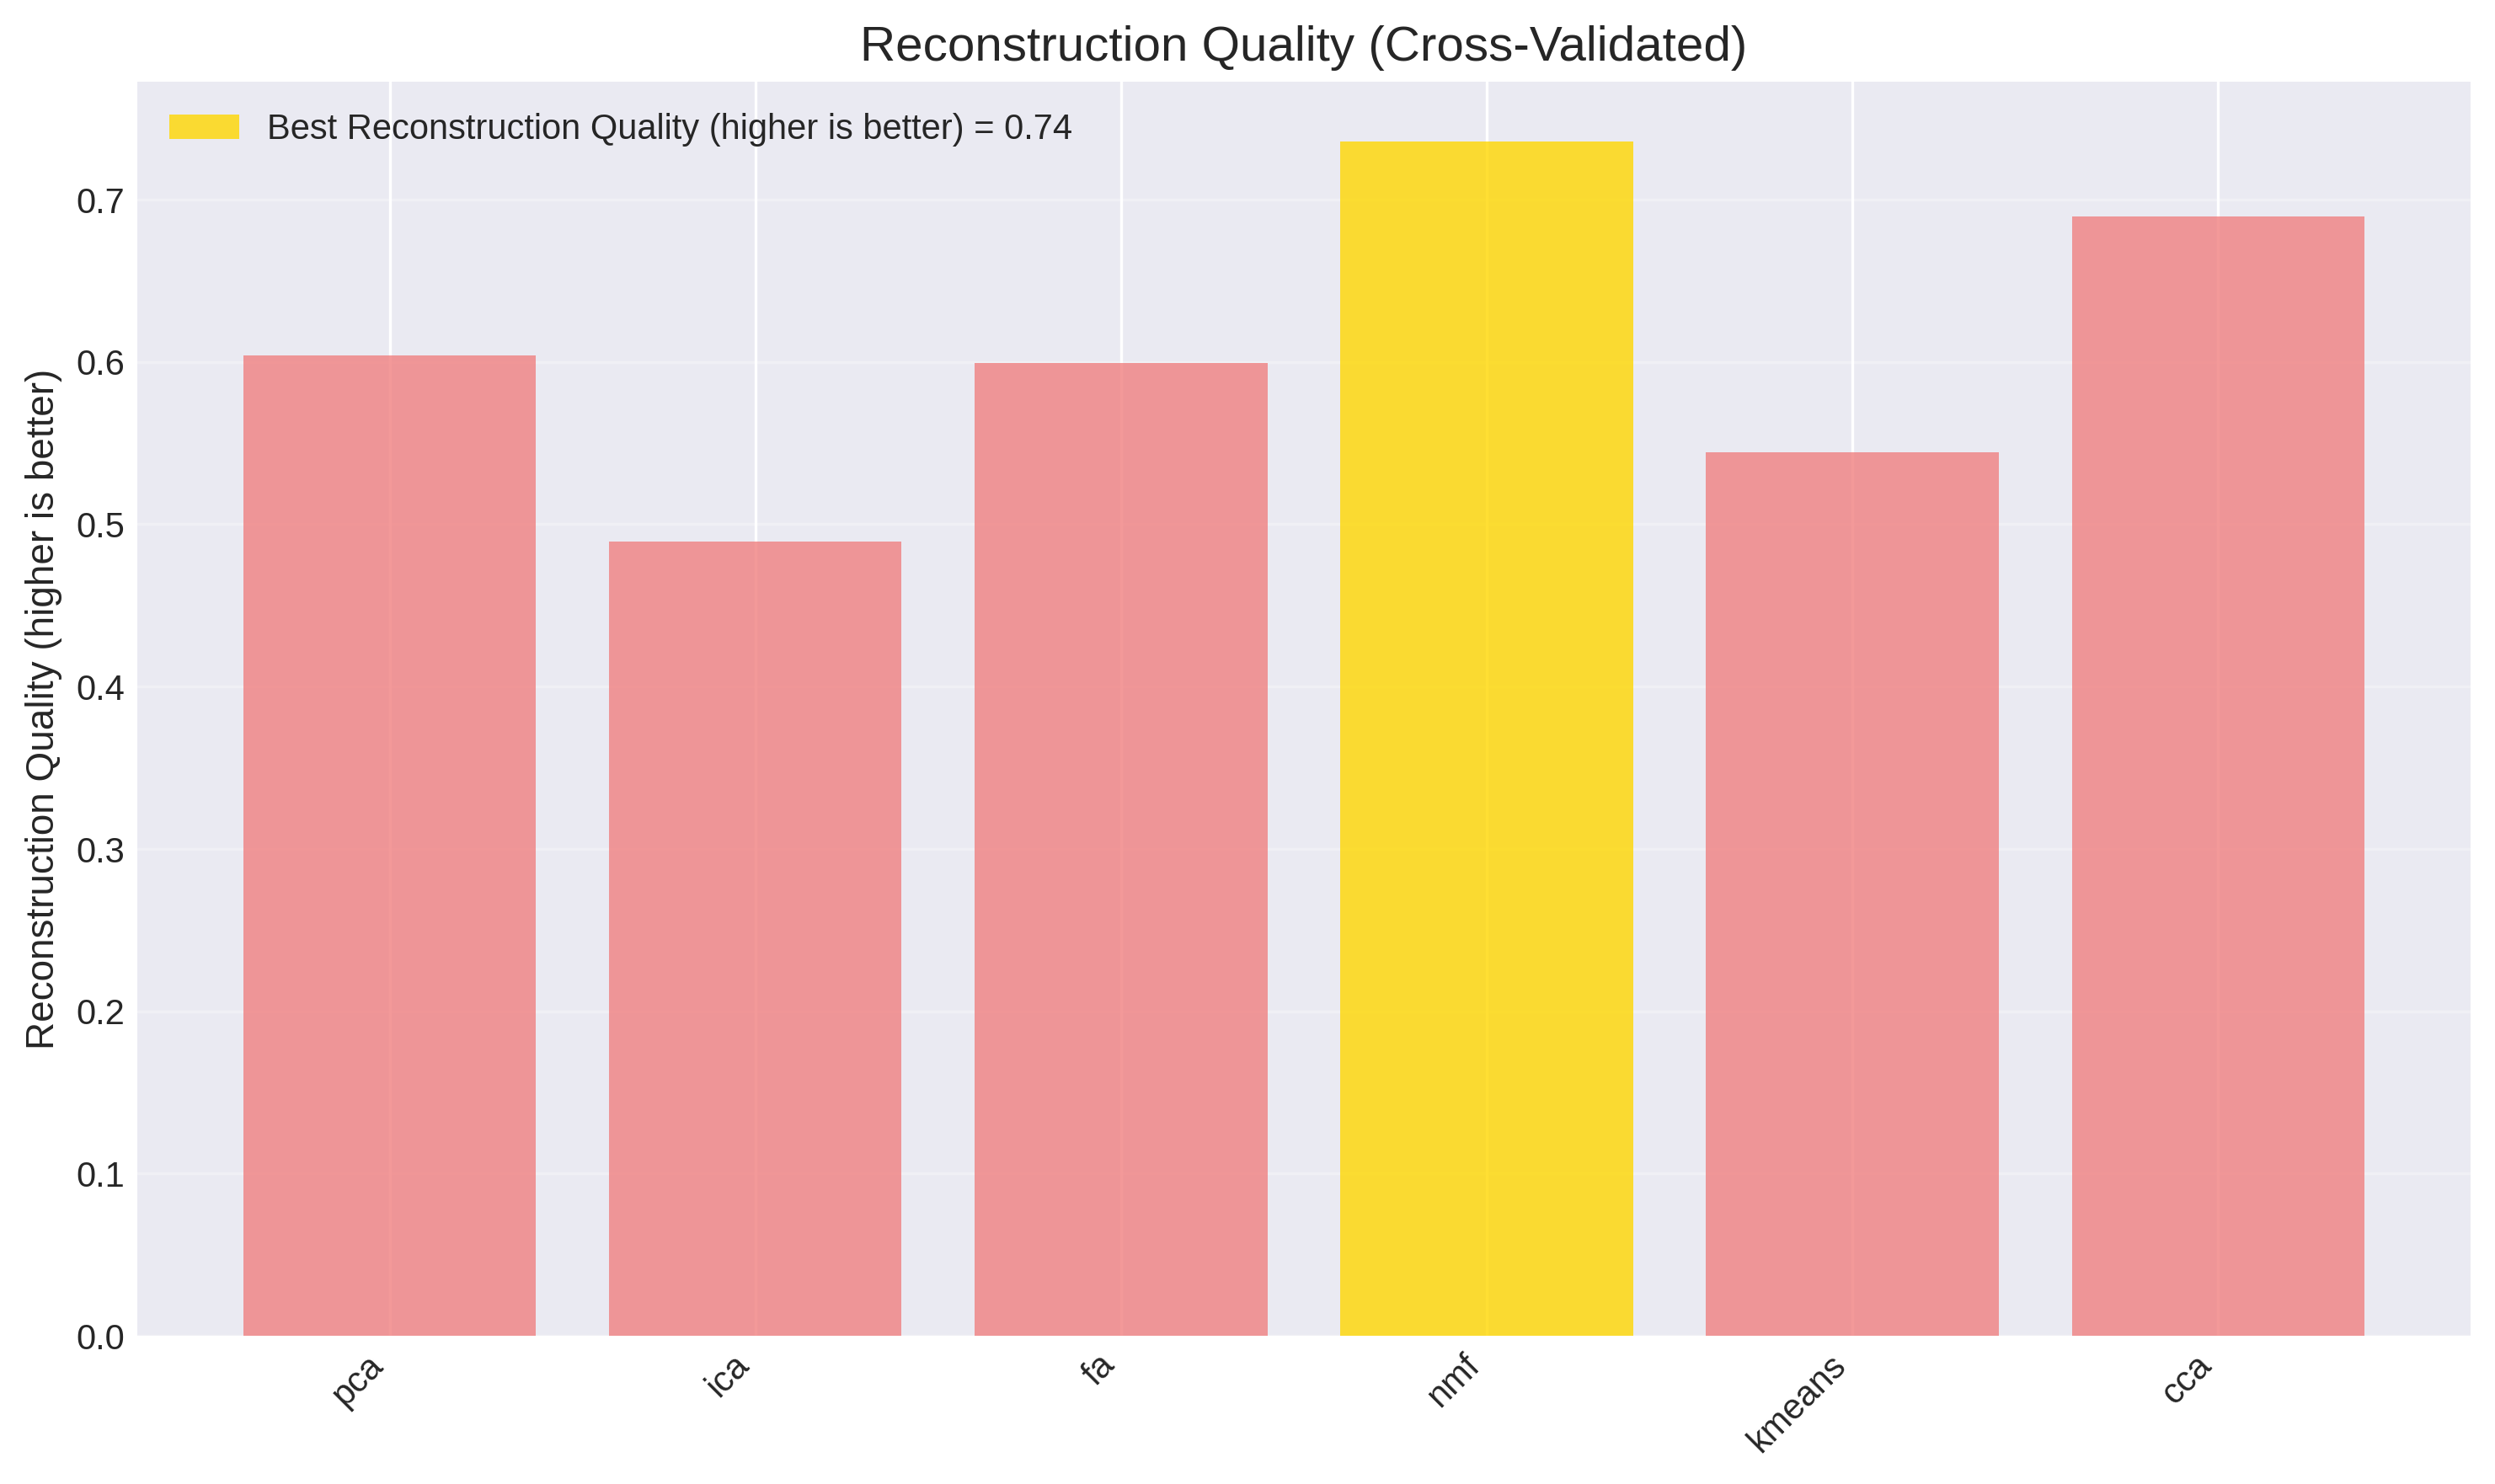 Reconstruction Quality (Cross-Validated)
Best Reconstruction Quality (higher is better) = 0.74
Reconstruction Quality (higher is better)
0.7
0.6
0.5
0.4
0.3
0.2
0.1
0.0
pca
ica
fa
nmf
kmeans
cca